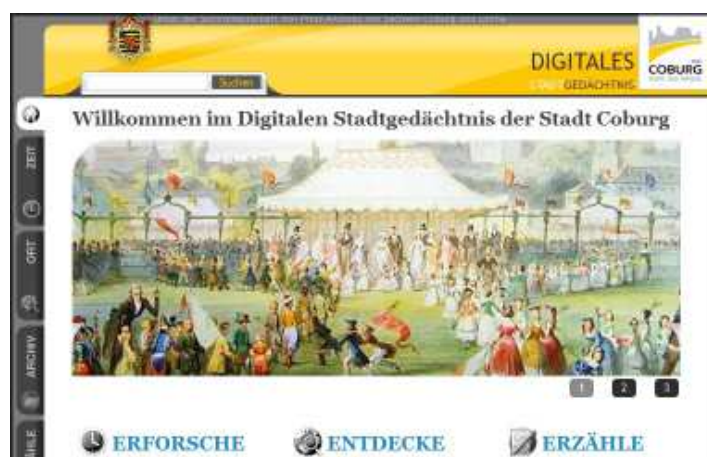 Suchen
DIGITALES
STADTGEDÄCHTNIS
COBURG
Willkommen im Digitalen Stadtgedächtnis der Stadt Coburg
ZEIT
ORT
ARCHIV
1 2 3
ERFORSCHE ENTDECKE ERZÄHLE